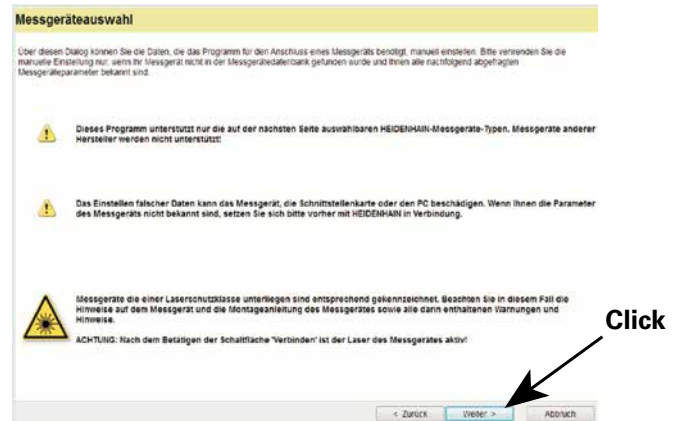 Messgeräteauswahl
Über diesen Dialog können Sie die Daten, die das Programm für den Anschluss eines Messgeräts benötigt, manuell einstellen. Bitte verwenden Sie die
manuelle Einstellung nur, wenn Ihr Messgerät nicht in der Messgerätedatenbank gefunden wurde und Ihnen alle nachfolgend abgefragten
Messgeräteparameter bekannt sind.
Dieses Programm unterstützt nur die auf der nächsten Seite auswählbaren HEIDENHAIN-Messgeräte-Typen. Messgeräte anderer
Hersteller werden nicht unterstützt!
Das Einstellen falscher Daten kann das Messgerät, die Schnittstellenkarte oder den PC beschädigen. Wenn Ihnen die Parameter
des Messgeräts nicht bekannt sind, setzen Sie sich bitte vorher mit HEIDENHAIN in Verbindung.
Messgeräte die einer Laserschutzklasse unterliegen sind entsprechend gekennzeichnet. Beachten Sie in diesem Fall die
Hinweise auf dem Messgerät und die Montageanleitung des Messgerätes sowie alle darin enthaltenen Warnungen und
Hinweise.
Click
ACHTUNG: Nach dem Betätigen der Schaltfläche 'Verbinden' ist der Laser des Messgerätes aktiv!
< Zurück Weiter > Abbruch